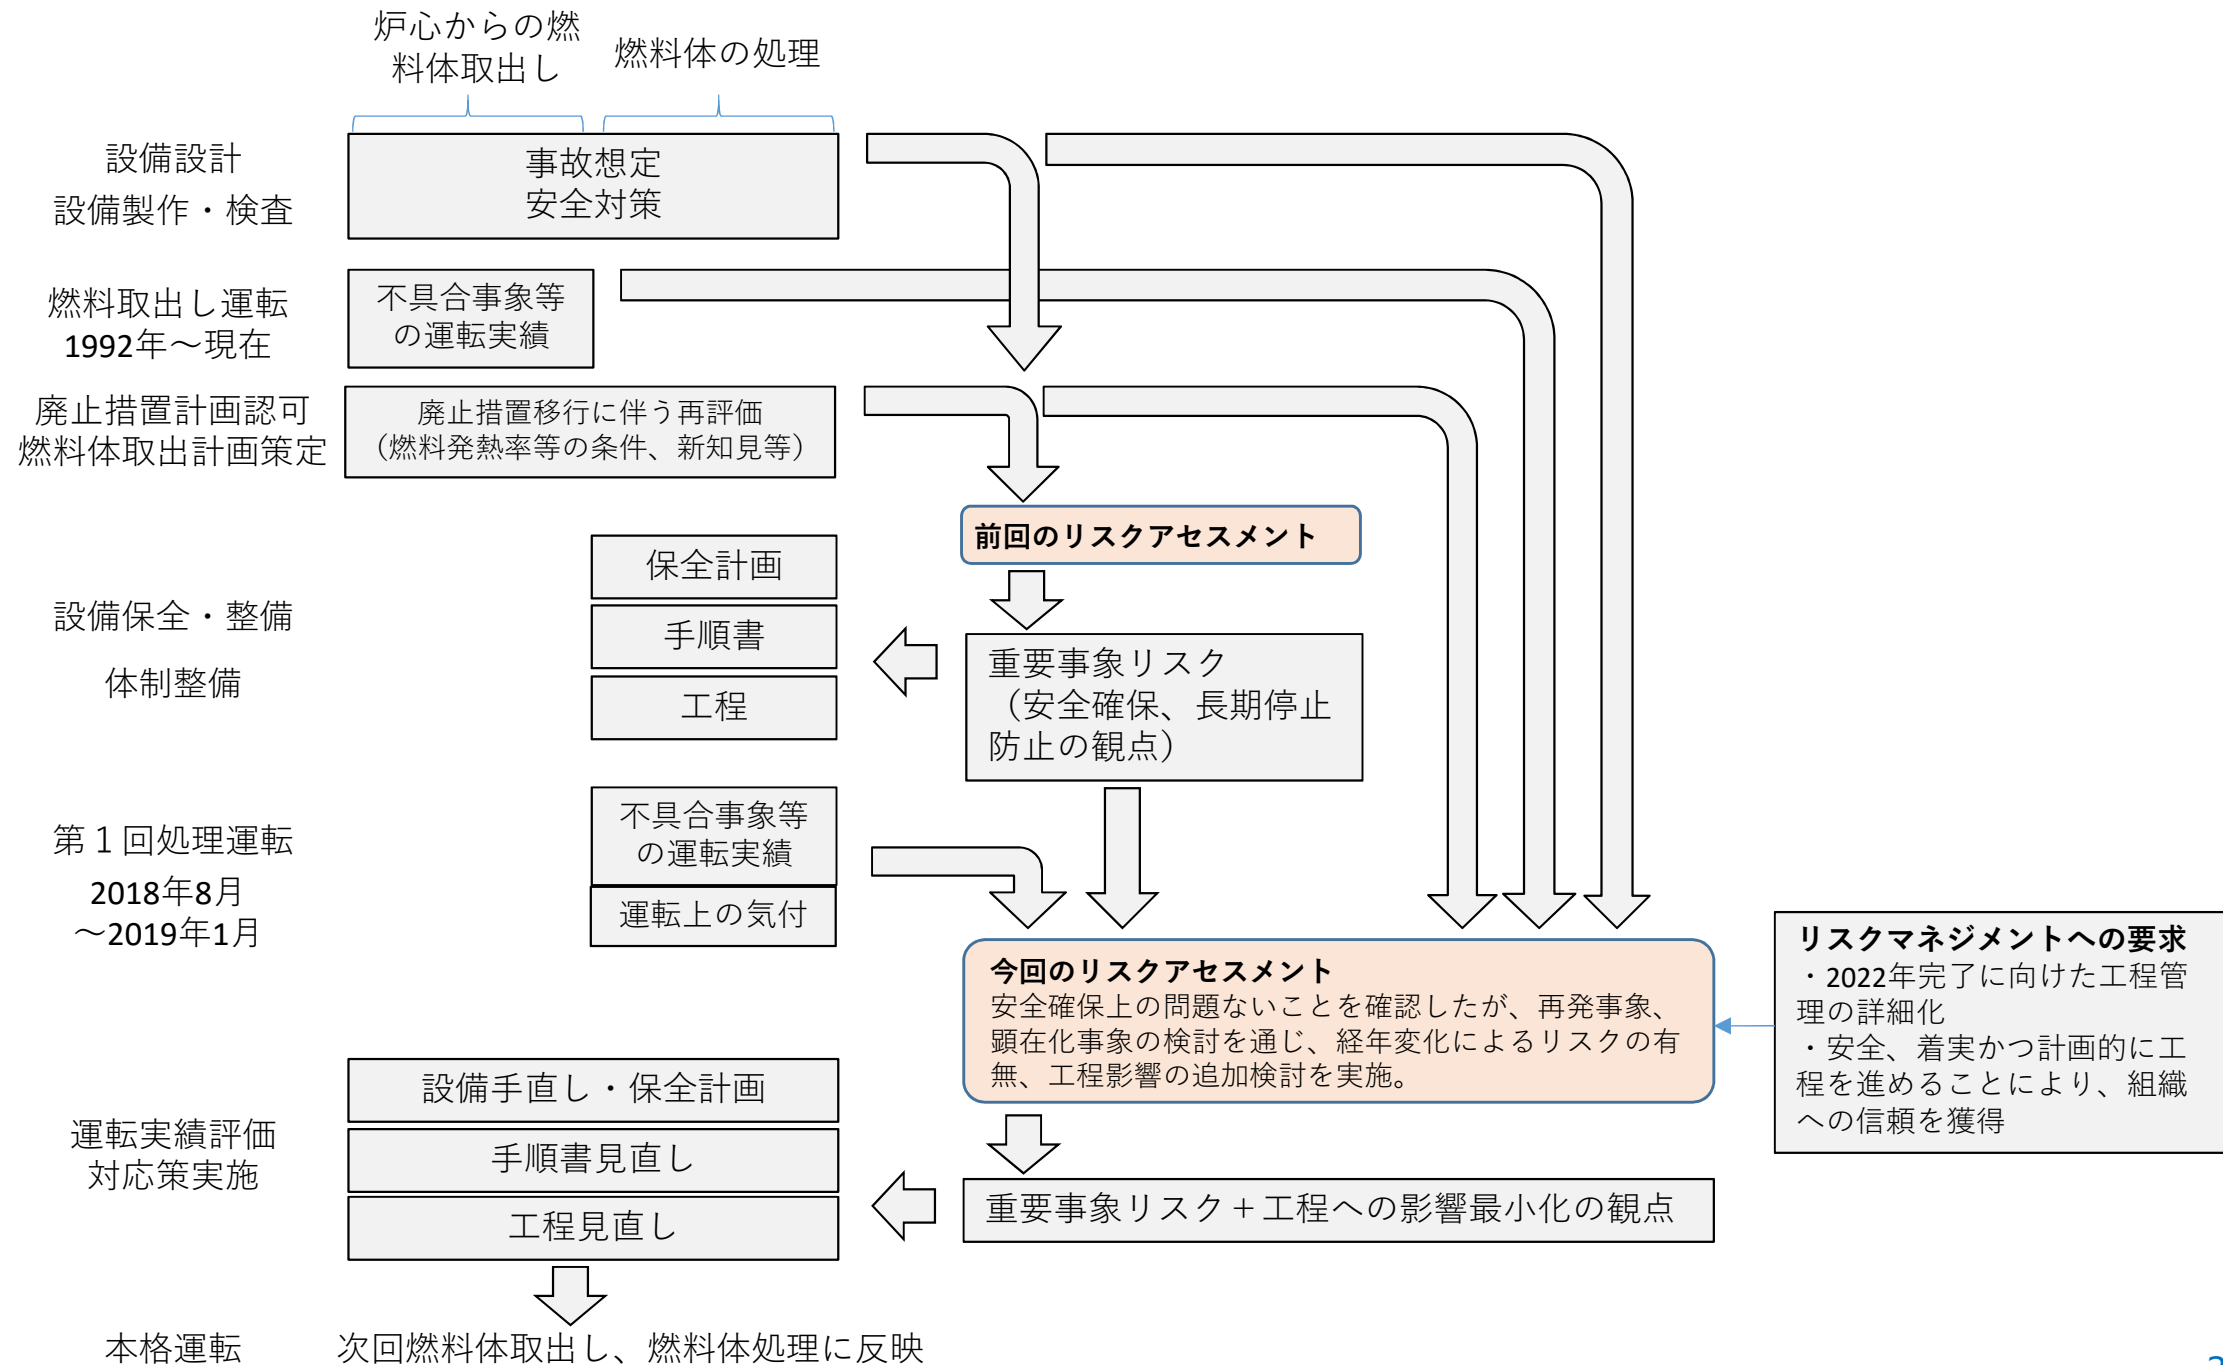 炉心からの燃
料体取出し
燃料体の処理
設備設計
設備製作・検査
事故想定
安全対策
燃料取出し運転
1992年～現在
不具合事象等
の運転実績
廃止措置計画認可
燃料体取出計画策定
廃止措置移行に伴う再評価
（燃料発熱率等の条件、新知見等）
前回のリスクアセスメント
設備保全・整備
体制整備
保全計画
手順書
工程
重要事象リスク
（安全確保、長期停止
防止の観点）
第１回処理運転
2018年8月
～2019年1月
不具合事象等
の運転実績
運転上の気付
今回のリスクアセスメント
安全確保上の問題ないことを確認したが、再発事象、
顕在化事象の検討を通じ、経年変化によるリスクの有
無、工程影響の追加検討を実施。
リスクマネジメントへの要求
・2022年完了に向けた工程管
理の詳細化
・安全、着実かつ計画的に工
程を進めることにより、組織
への信頼を獲得
運転実績評価
対応策実施
設備手直し・保全計画
手順書見直し
工程見直し
重要事象リスク＋工程への影響最小化の観点
本格運転
次回燃料体取出し、燃料体処理に反映